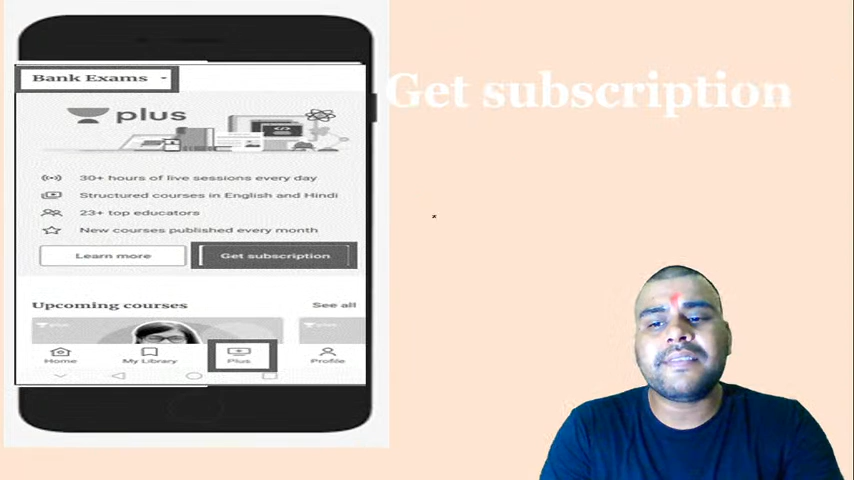 Bank Exams
Get subscription
plus
30+ hours of live sessions every day
Structured courses in English and Hindi
23+ top educators
New courses published every month
Learn more
Get subscription
Upcoming courses
See all
plus
plus
Home
My Library
Plus
Profile